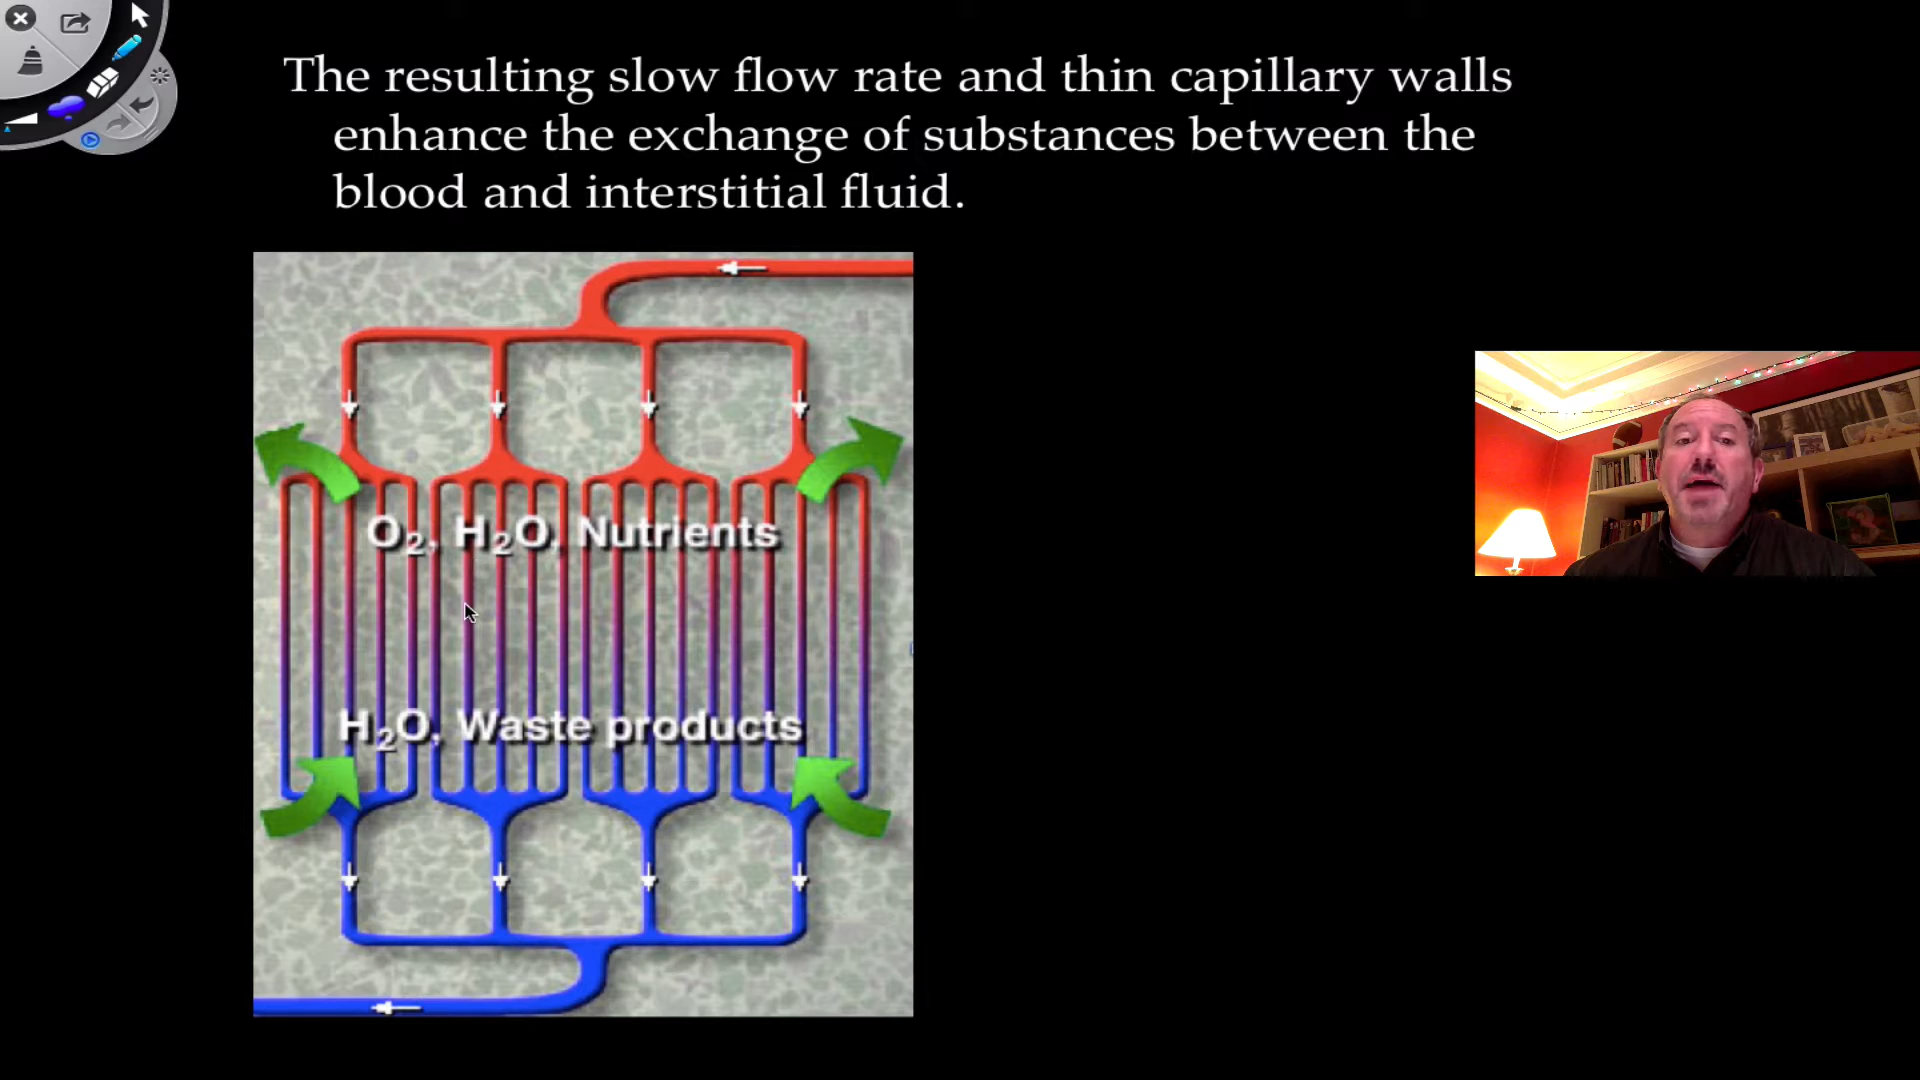 The resulting slow flow rate and thin capillary walls
enhance the exchange of substances between the
blood and interstitial fluid.
O₂, H₂O, Nutrients
H₂O, Waste products